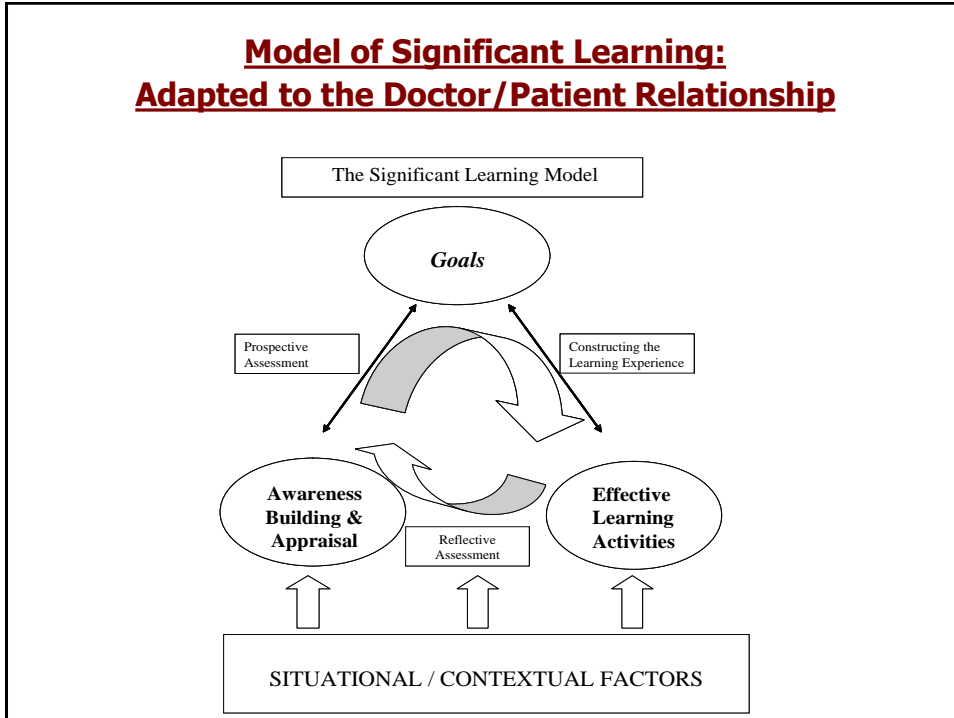 Model of Significant Learning:
Adapted to the Doctor/Patient Relationship
The Significant Learning Model
Goals
Prospective
Assessment
Constructing the
Learning Experience
Awareness
Building &
Appraisal
Reflective
Assessment
Effective
Learning
Activities
SITUATIONAL / CONTEXTUAL FACTORS